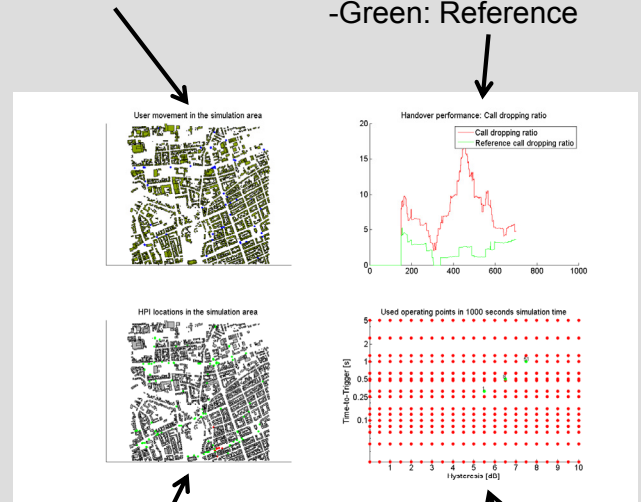 -Green: Reference
User movement in the simulation area
Handover performance: Call dropping ratio
20
15
10
5
0
Call dropping ratio
Reference call dropping ratio
0 200 400 600 800 1000
HPI locations in the simulation area
Used operating points in 1000 seconds simulation time
Time-to-Trigger [s]
5
2
1
0.5
0.25
0.1
1 2 3 4 5 6 7 8 9 10
Hysteresis [dB]